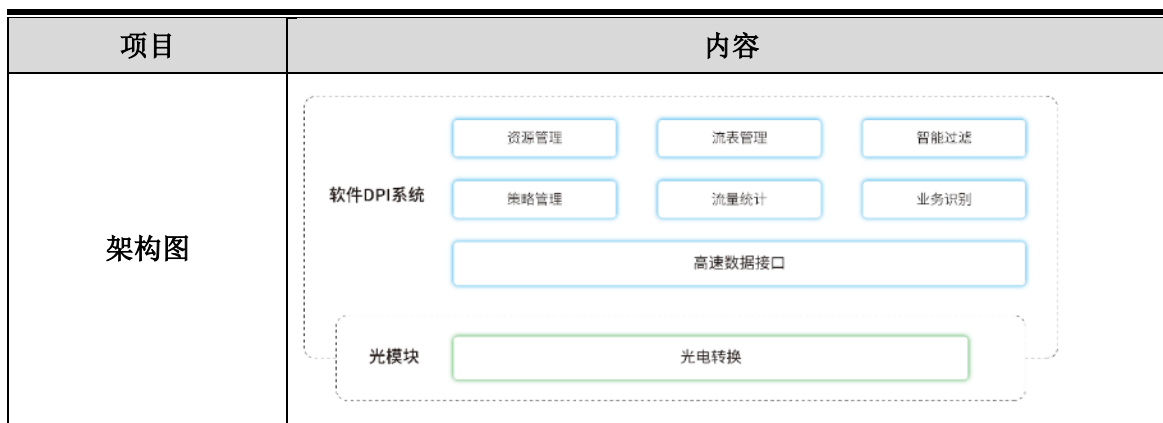 项目 内容
架构图
软件DPI系统
资源管理 流表管理 智能过滤
策略管理 流量统计 业务识别
高速数据接口
光模块 光电转换